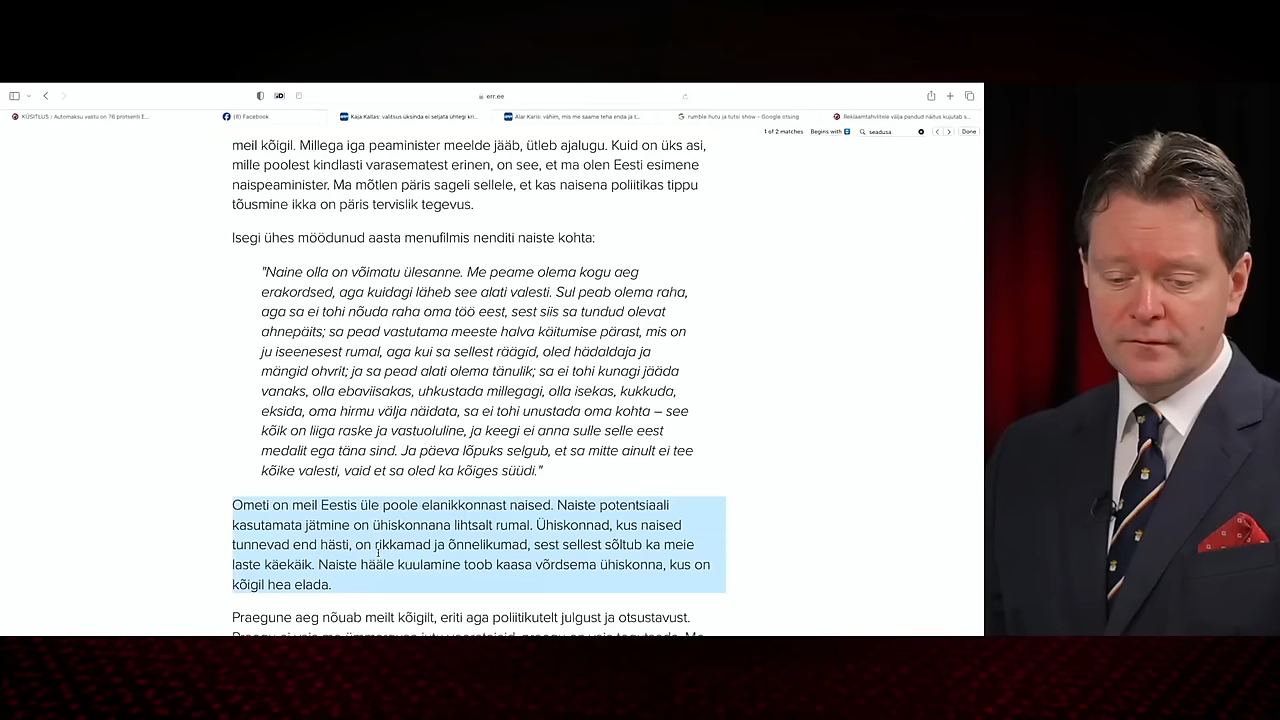 err.ee
KÜSITLUS | Automaksu vastu on 76 protsenti E...
(8) Facebook
Kaja Kallas: valitsus üksinda ei seljata ühtegi kri...
Alar Karis: vähim, mis me saame teha enda ja t...
rumble hutu ja tutsi show - Google otsing
Reklaamtahvlitele välja pandud näitus kujutab s...
1 of 2 matches Begins with seadusa Done
meil kõigil. Millega iga peaminister meelde jääb, ütleb ajalugu. Kuid on üks asi,
mille poolest kindlasti varasematest erinen, on see, et ma olen Eesti esimene
naispeaminister. Ma mõtlen päris sageli sellele, et kas naisena poliitikas tippu
tõusmine ikka on päris tervislik tegevus.
Isegi ühes möödunud aasta menufilmis nenditi naiste kohta:
"Naine olla on võimatu ülesanne. Me peame olema kogu aeg
erakordsed, aga kuidagi läheb see alati valesti. Sul peab olema raha,
aga sa ei tohi nõuda raha oma töö eest, sest siis sa tundud olevat
ahnepäits; sa pead vastutama meeste halva käitumise pärast, mis on
ju iseenesest rumal, aga kui sa sellest räägid, oled hädaldaja ja
mängid ohvrit; ja sa pead alati olema tänulik; sa ei tohi kunagi jääda
vanaks, olla ebaviisakas, uhkustada millegagi, olla isekas, kukkuda,
eksida, oma hirmu välja näidata, sa ei tohi unustada oma kohta – see
kõik on liiga raske ja vastuoluline, ja keegi ei anna sulle selle eest
medalit ega täna sind. Ja päeva lõpuks selgub, et sa mitte ainult ei tee
kõike valesti, vaid et sa oled ka kõiges süüdi."
Ometi on meil Eestis üle poole elanikkonnast naised. Naiste potentsiaali
kasutamata jätmine on ühiskonnana lihtsalt rumal. Ühiskonnad, kus naised
tunnevad end hästi, on rikkamad ja õnnelikumad, sest sellest sõltub ka meie
laste käekäik. Naiste hääle kuulamine toob kaasa võrdsema ühiskonna, kus on
kõigil hea elada.
Praegune aeg nõuab meilt kõigilt, eriti aga poliitikutelt julgust ja otsustavust.